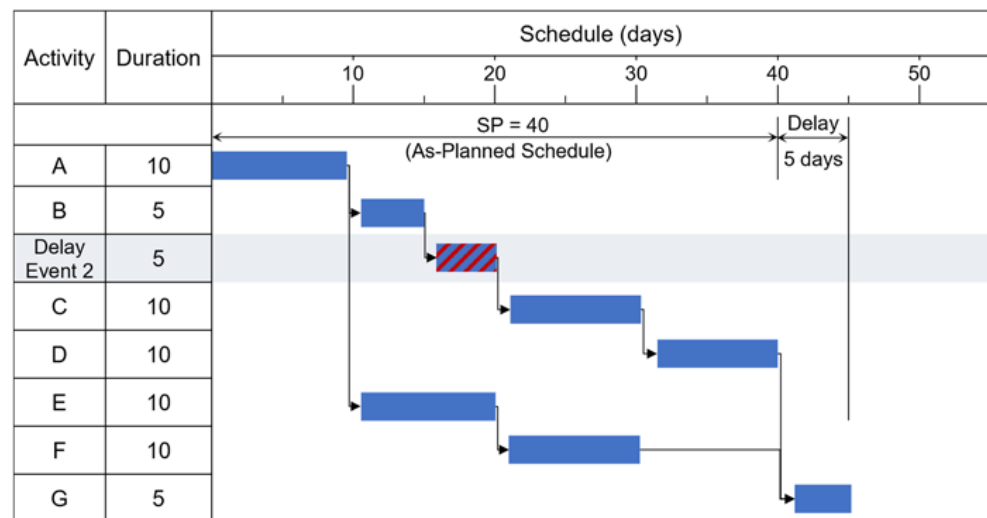 Schedule (days)
Activity Duration
10 20 30 40 50
SP = 40 Delay
(As-Planned Schedule) 5 days
A 10
B 5
Delay
Event 2 5
C 10
D 10
E 10
F 10
G 5